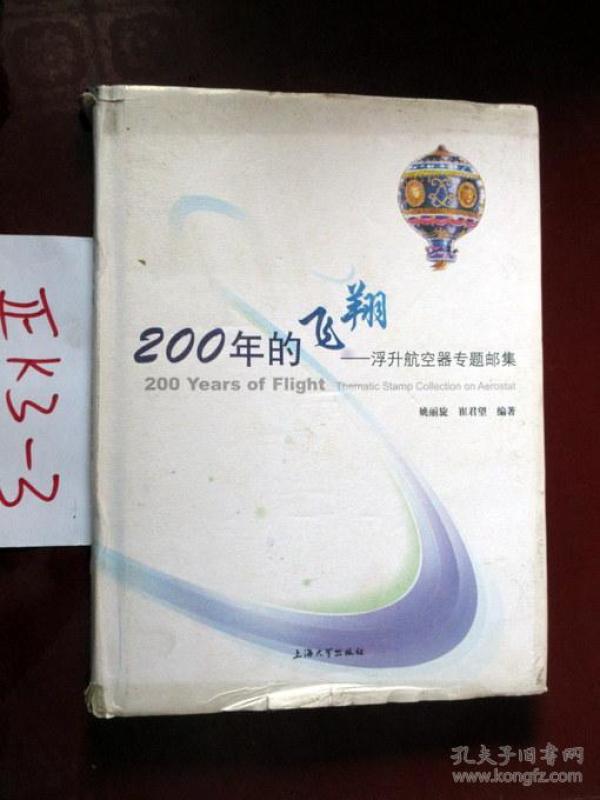 正K3-3
200年的飞翔
——浮升航空器专题邮集
200 Years of Flight Thematic Stamp Collection on Aerostat
姚丽旋 崔君望 编著
上海大学出版社
孔夫子旧书网
www.kongfz.com